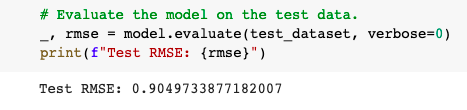 # Evaluate the model on the test data.
_, rmse = model.evaluate(test_dataset, verbose=0)
print(f"Test RMSE: {rmse}")
Test RMSE: 0.9049733877182007